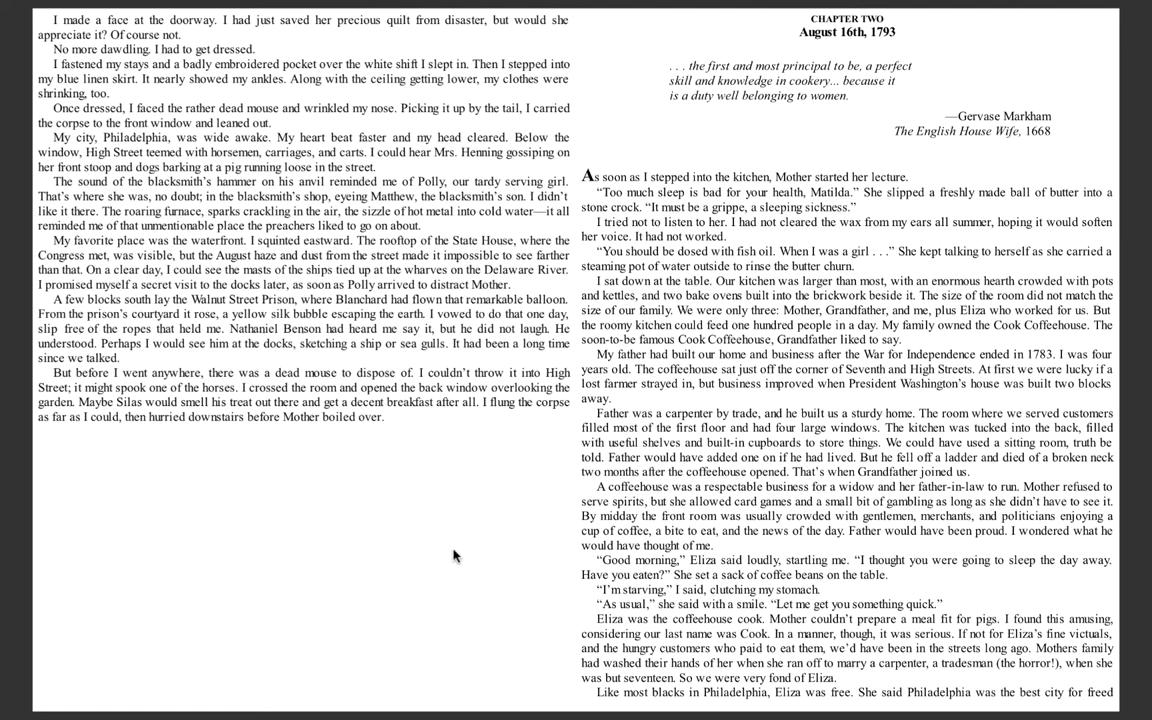 I made a face at the doorway. I had just saved her precious quilt from disaster, but would she
appreciate it? Of course not.
No more dawdling. I had to get dressed.
I fastened my stays and a badly embroidered pocket over the white shift I slept in. Then I stepped into
my blue linen skirt. It nearly showed my ankles. Along with the ceiling getting lower, my clothes were
shrinking, too.
Once dressed, I faced the rather dead mouse and wrinkled my nose. Picking it up by the tail, I carried
the corpse to the front window and leaned out.
My city, Philadelphia, was wide awake. My heart beat faster and my head cleared. Below the
window, High Street teemed with horsemen, carriages, and carts. I could hear Mrs. Henning gossiping on
her front stoop and dogs barking at a pig running loose in the street.
The sound of the blacksmith’s hammer on his anvil reminded me of Polly, our tardy serving girl.
That’s where she was, no doubt; in the blacksmith’s shop, eyeing Matthew, the blacksmith’s son. I didn’t
like it there. The roaring furnace, sparks crackling in the air, the sizzle of hot metal into cold water—it all
reminded me of that unmentionable place the preachers liked to go on about.
My favorite place was the waterfront. I squinted eastward. The rooftop of the State House, where the
Congress met, was visible, but the August haze and dust from the street made it impossible to see farther
than that. On a clear day, I could see the masts of the ships tied up at the wharves on the Delaware River.
I promised myself a secret visit to the docks later, as soon as Polly arrived to distract Mother.
A few blocks south lay the Walnut Street Prison, where Blanchard had flown that remarkable balloon.
From the prison’s courtyard it rose, a yellow silk bubble escaping the earth. I vowed to do that one day,
slip free of the ropes that held me. Nathaniel Benson had heard me say it, but he did not laugh. He
understood. Perhaps I would see him at the docks, sketching a ship or sea gulls. It had been a long time
since we talked.
But before I went anywhere, there was a dead mouse to dispose of. I couldn’t throw it into High
Street; it might spook one of the horses. I crossed the room and opened the back window overlooking the
garden. Maybe Silas would smell his treat out there and get a decent breakfast after all. I flung the corpse
as far as I could, then hurried downstairs before Mother boiled over.
CHAPTER TWO
August 16th, 1793
. . . the first and most principal to be, a perfect
skill and knowledge in cookery... because it
is a duty well belonging to women.
—Gervase Markham
The English House Wife, 1668
As soon as I stepped into the kitchen, Mother started her lecture.
“Too much sleep is bad for your health, Matilda.” She slipped a freshly made ball of butter into a
stone crock. “It must be a grippe, a sleeping sickness.”
I tried not to listen to her. I had not cleared the wax from my ears all summer, hoping it would soften
her voice. It had not worked.
“You should be dosed with fish oil. When I was a girl . . .” She kept talking to herself as she carried a
steaming pot of water outside to rinse the butter churn.
I sat down at the table. Our kitchen was larger than most, with an enormous hearth crowded with pots
and kettles, and two bake ovens built into the brickwork beside it. The size of the room did not match the
size of our family. We were only three: Mother, Grandfather, and me, plus Eliza who worked for us. But
the roomy kitchen could feed one hundred people in a day. My family owned the Cook Coffeehouse. The
soon-to-be famous Cook Coffeehouse, Grandfather liked to say.
My father had built our home and business after the War for Independence ended in 1783. I was four
years old. The coffeehouse sat just off the corner of Seventh and High Streets. At first we were lucky if a
lost farmer strayed in, but business improved when President Washington’s house was built two blocks
away.
Father was a carpenter by trade, and he built us a sturdy home. The room where we served customers
filled most of the first floor and had four large windows. The kitchen was tucked into the back, filled
with useful shelves and built-in cupboards to store things. We could have used a sitting room, truth be
told. Father would have added one on if he had lived. But he fell off a ladder and died of a broken neck
two months after the coffeehouse opened. That’s when Grandfather joined us.
A coffeehouse was a respectable business for a widow and her father-in-law to run. Mother refused to
serve spirits, but she allowed card games and a small bit of gambling as long as she didn’t have to see it.
By midday the front room was usually crowded with gentlemen, merchants, and politicians enjoying a
cup of coffee, a bite to eat, and the news of the day. Father would have been proud. I wondered what he
would have thought of me.
“Good morning,” Eliza said loudly, startling me. “I thought you were going to sleep the day away.
Have you eaten?” She set a sack of coffee beans on the table.
“I’m starving,” I said, clutching my stomach.
“As usual,” she said with a smile. “Let me get you something quick.”
Eliza was the coffeehouse cook. Mother couldn’t prepare a meal fit for pigs. I found this amusing,
considering our last name was Cook. In a manner, though, it was serious. If not for Eliza’s fine victuals,
and the hungry customers who paid to eat them, we’d have been in the streets long ago. Mothers family
had washed their hands of her when she ran off to marry a carpenter, a tradesman (the horror!), when she
was but seventeen. So we were very fond of Eliza.
Like most blacks in Philadelphia, Eliza was free. She said Philadelphia was the best city for freed